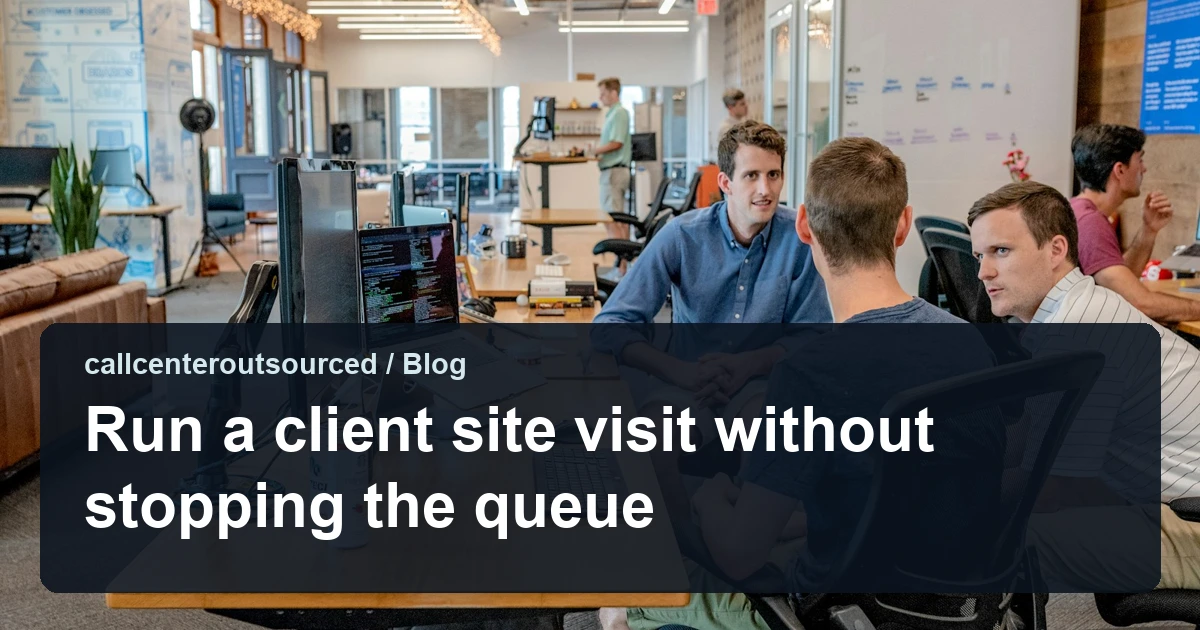 callcenteroutsourced / Blog
Run a client site visit without
stopping the queue